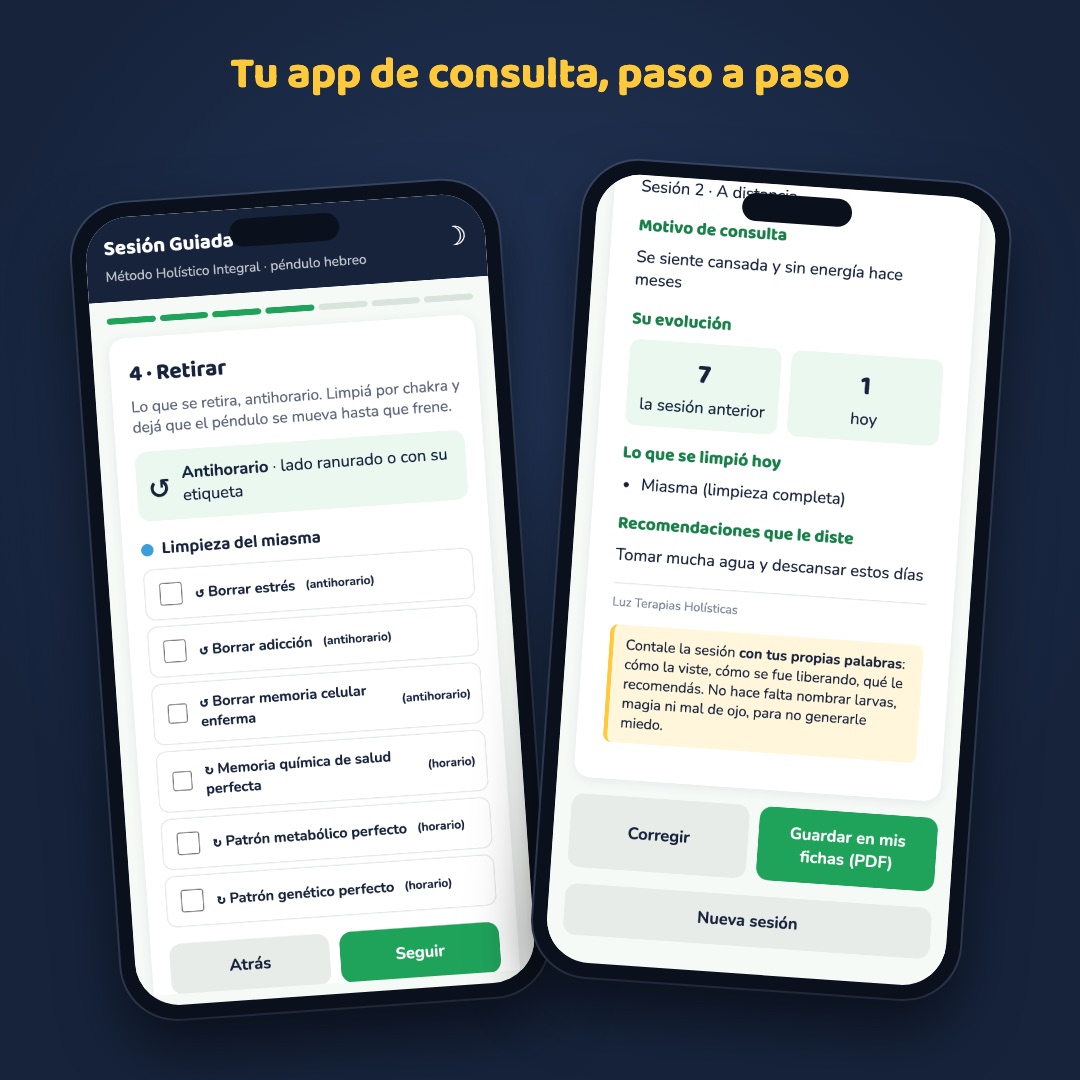 Tu app de consulta, paso a paso
Sesión Guiada
Método Holístico Integral · péndulo hebreo
4 · Retirar
Lo que se retira, antihorario. Limpiá por chakra y
dejá que el péndulo se mueva hasta que frene.
↺ Antihorario · lado ranurado o con su
etiqueta
Limpieza del miasma
↺ Borrar estrés (antihorario)
↺ Borrar adicción (antihorario)
↺ Borrar memoria celular
enferma (antihorario)
↻ Memoria química de salud
perfecta (horario)
↻ Patrón metabólico perfecto (horario)
↻ Patrón genético perfecto (horario)
Atrás
Seguir
Sesión 2 · A distancia
Motivo de consulta
Se siente cansada y sin energía hace
meses
Su evolución
7
la sesión anterior
1
hoy
Lo que se limpió hoy
• Miasma (limpieza completa)
Recomendaciones que le diste
Tomar mucha agua y descansar estos días
Luz Terapias Holísticas
Contale la sesión con tus propias palabras:
cómo la viste, cómo se fue liberando, qué le
recomendás. No hace falta nombrar larvas,
magia ni mal de ojo, para no generarle
miedo.
Corregir
Guardar en mis
fichas (PDF)
Nueva sesión